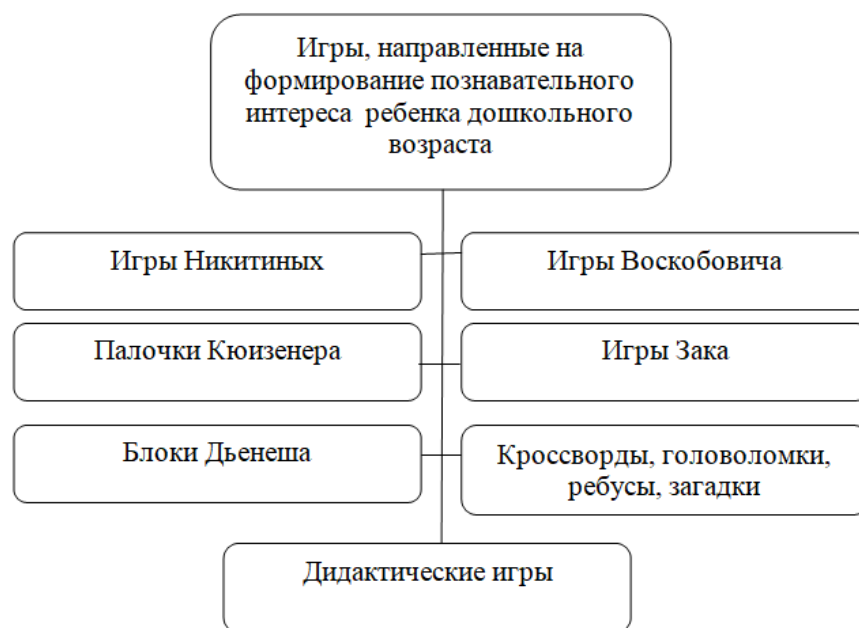 Игры, направленные на
формирование познавательного
интереса ребенка дошкольного
возраста
Игры Никитиных
Игры Воскобовича
Палочки Кюизенера
Игры Зака
Блоки Дьенеша
Кроссворды, головоломки,
ребусы, загадки
Дидактические игры